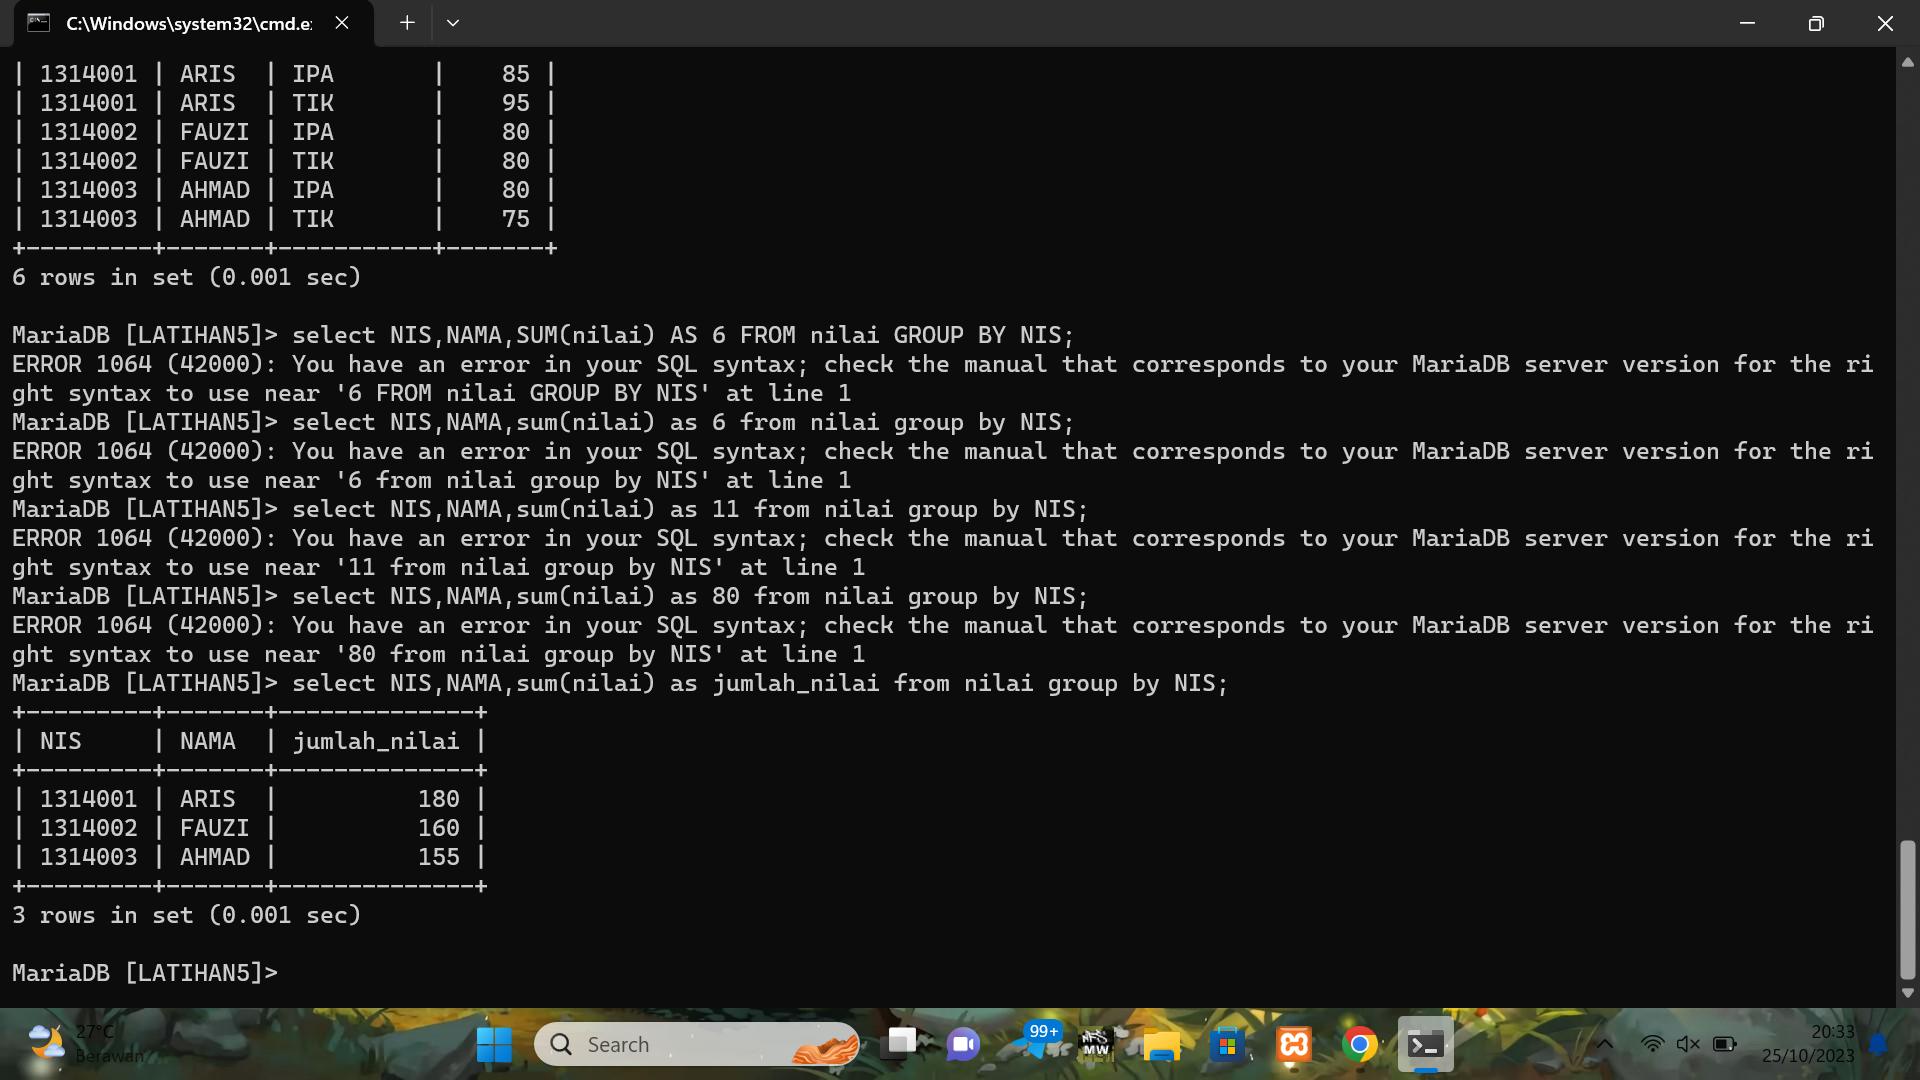 C:\Windows\system32\cmd.e
| 1314001 | ARIS  | IPA       |    85 |
| 1314001 | ARIS  | TIK       |    95 |
| 1314002 | FAUZI | IPA       |    80 |
| 1314002 | FAUZI | TIK       |    80 |
| 1314003 | AHMAD | IPA       |    80 |
| 1314003 | AHMAD | TIK       |    75 |
+---------+-------+-----------+-------+
6 rows in set (0.001 sec)
MariaDB [LATIHAN5]> select NIS,NAMA,SUM(nilai) AS 6 FROM nilai GROUP BY NIS;
ERROR 1064 (42000): You have an error in your SQL syntax; check the manual that corresponds to your MariaDB server version for the ri
ght syntax to use near '6 FROM nilai GROUP BY NIS' at line 1
MariaDB [LATIHAN5]> select NIS,NAMA,sum(nilai) as 6 from nilai group by NIS;
ERROR 1064 (42000): You have an error in your SQL syntax; check the manual that corresponds to your MariaDB server version for the ri
ght syntax to use near '6 from nilai group by NIS' at line 1
MariaDB [LATIHAN5]> select NIS,NAMA,sum(nilai) as 11 from nilai group by NIS;
ERROR 1064 (42000): You have an error in your SQL syntax; check the manual that corresponds to your MariaDB server version for the ri
ght syntax to use near '11 from nilai group by NIS' at line 1
MariaDB [LATIHAN5]> select NIS,NAMA,sum(nilai) as 80 from nilai group by NIS;
ERROR 1064 (42000): You have an error in your SQL syntax; check the manual that corresponds to your MariaDB server version for the ri
ght syntax to use near '80 from nilai group by NIS' at line 1
MariaDB [LATIHAN5]> select NIS,NAMA,sum(nilai) as jumlah_nilai from nilai group by NIS;
+---------+-------+--------------+
| NIS     | NAMA  | jumlah_nilai |
+---------+-------+--------------+
| 1314001 | ARIS  |          180 |
| 1314002 | FAUZI |          160 |
| 1314003 | AHMAD |          155 |
+---------+-------+--------------+
3 rows in set (0.001 sec)
MariaDB [LATIHAN5]>
27°C
Berawan
Search
99+
NFS
MW
20:33
25/10/2023